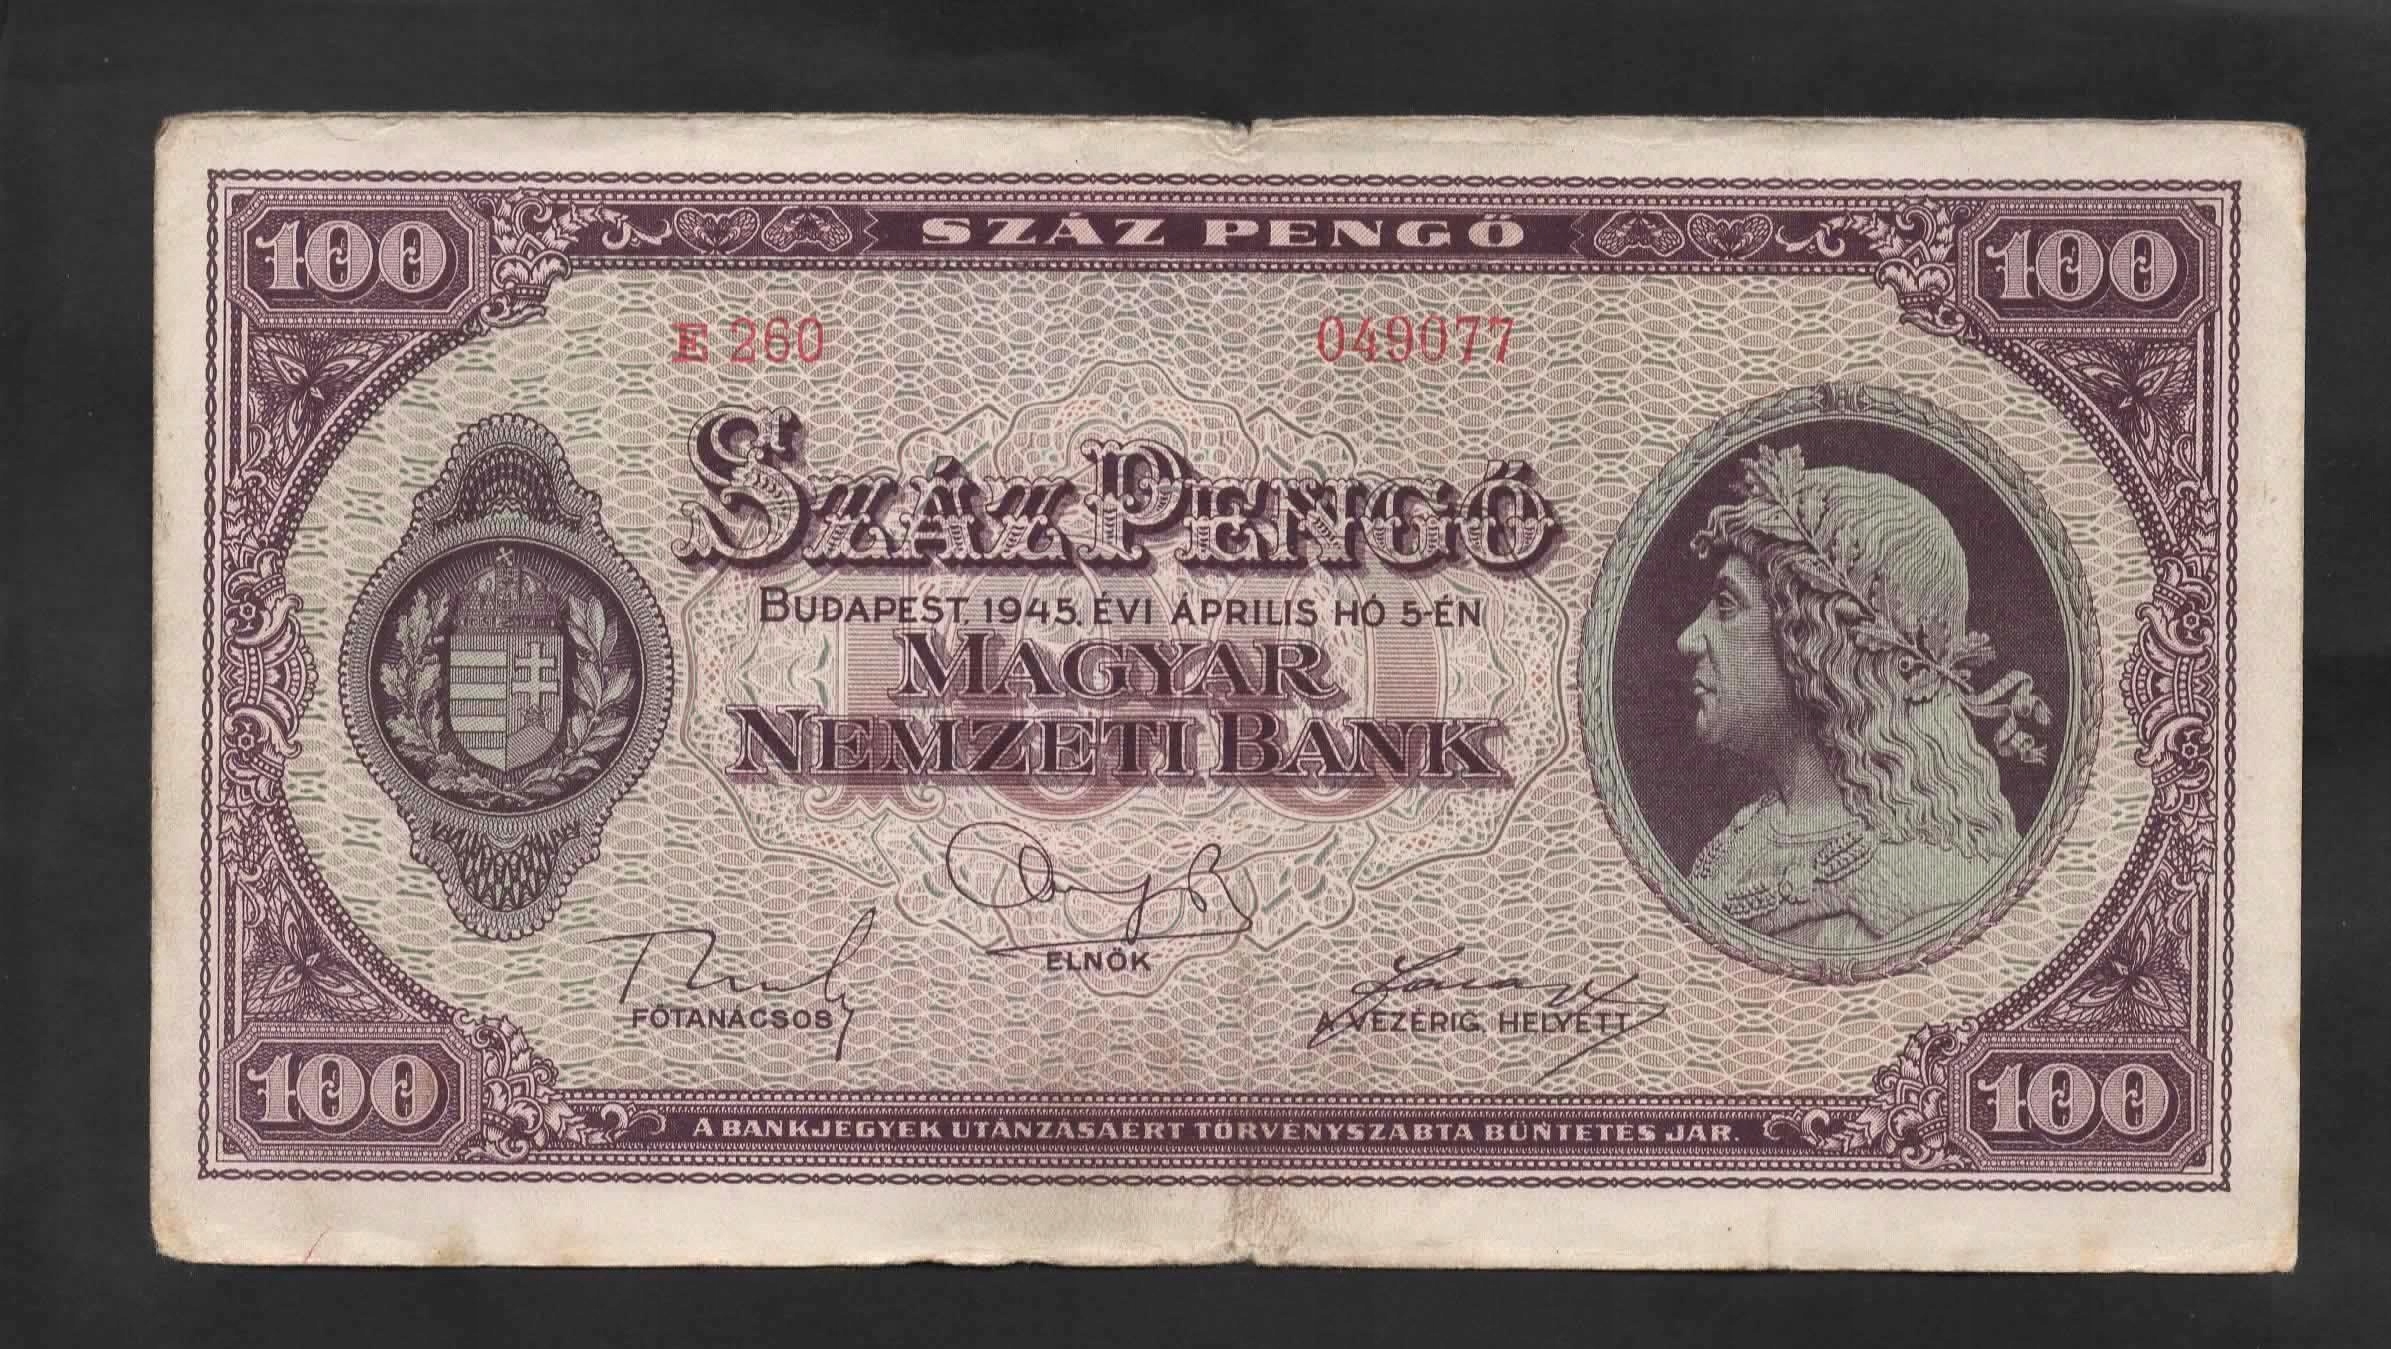 100 SZÁZ PENGŐ 100
E 260 049077
SZÁZ PENGŐ
BUDAPEST. 1945. ÉVI ÁPRILIS HÓ 5-ÉN
MAGYAR
NEMZETI BANK
ELNÖK
FŐTANÁCSOS
A VEZÉRIG. HELYETT
100 A BANKJEGYEK UTÁNZÁSÁÉRT TÖRVÉNYSZABTA BÜNTETÉS JÁR. 100